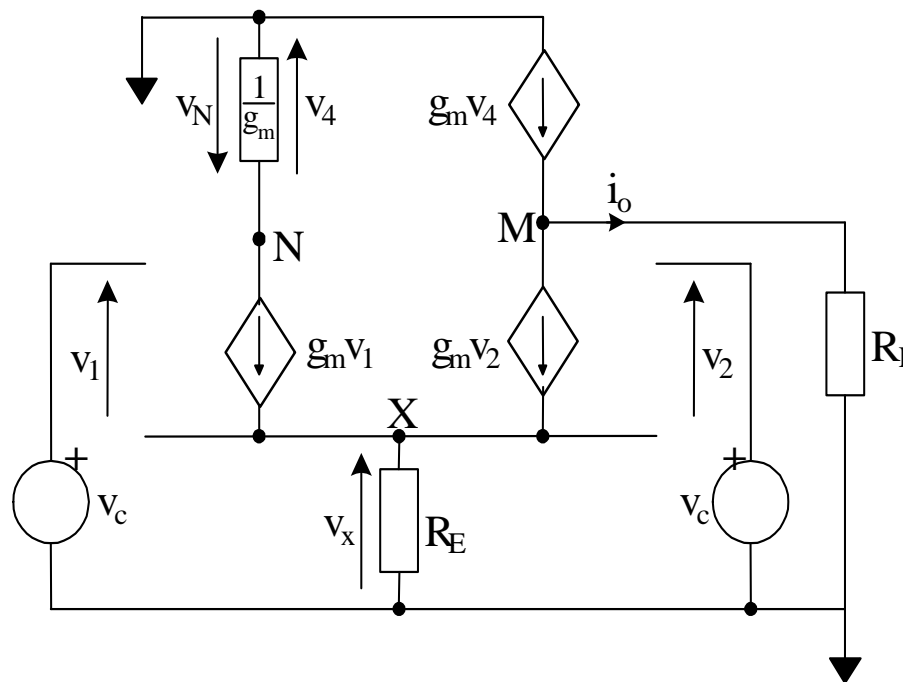 v_N
1/g_m
v_4
g_m v_4
i_o
M
N
v_1
g_m v_1
g_m v_2
v_2
X
+
v_c
v_x
R_E
+
v_c